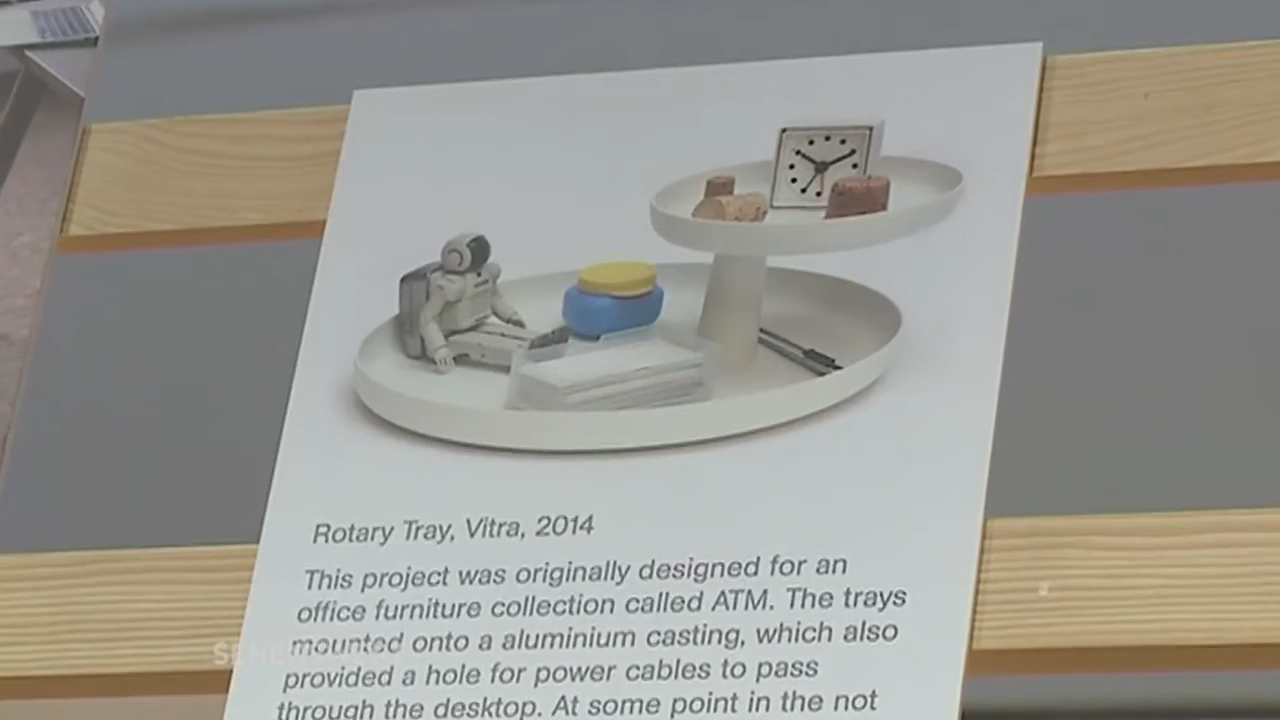 Rotary Tray, Vitra, 2014
This project was originally designed for an
office furniture collection called ATM. The trays
mounted onto a aluminium casting, which also
provided a hole for power cables to pass
through the desktop. At some point in the not